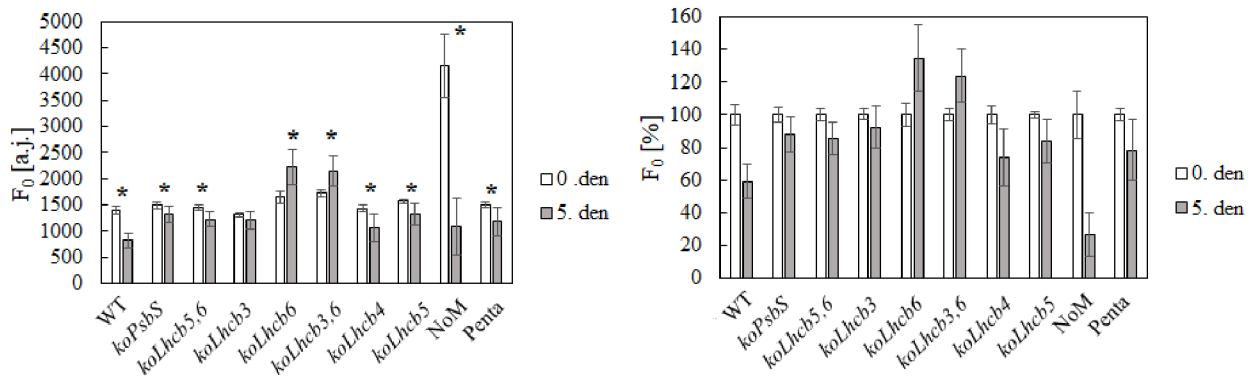 5000
4500
4000
3500
3000
2500
2000
1500
1000
500
0
F₀ [a.j.]
* * * * * * * * *
WT
koPsbS
koLhcb5,6
koLhcb3
koLhcb6
koLhcb3,6
koLhcb4
koLhcb5
NoM
Penta
0 .den
5. den
160
140
120
100
80
60
40
20
0
F₀ [%]
WT
koPsbS
koLhcb5,6
koLhcb3
koLhcb6
koLhcb3,6
koLhcb4
koLhcb5
NoM
Penta
0. den
5. den